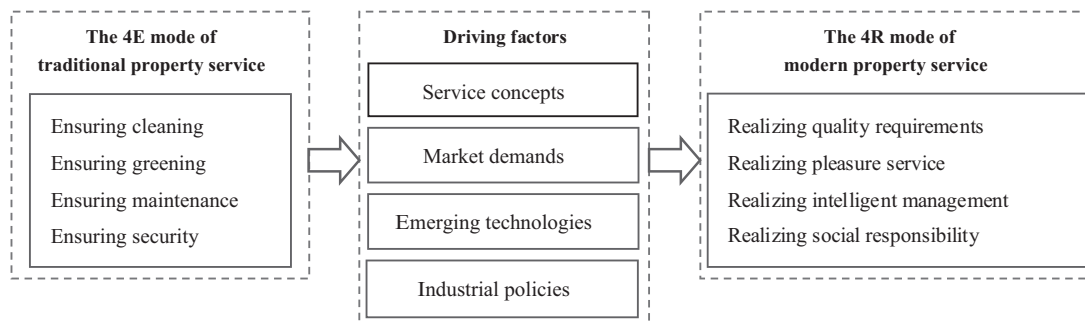 The 4E mode of
traditional property service
Ensuring cleaning
Ensuring greening
Ensuring maintenance
Ensuring security
Driving factors
Service concepts
Market demands
Emerging technologies
Industrial policies
The 4R mode of
modern property service
Realizing quality requirements
Realizing pleasure service
Realizing intelligent management
Realizing social responsibility